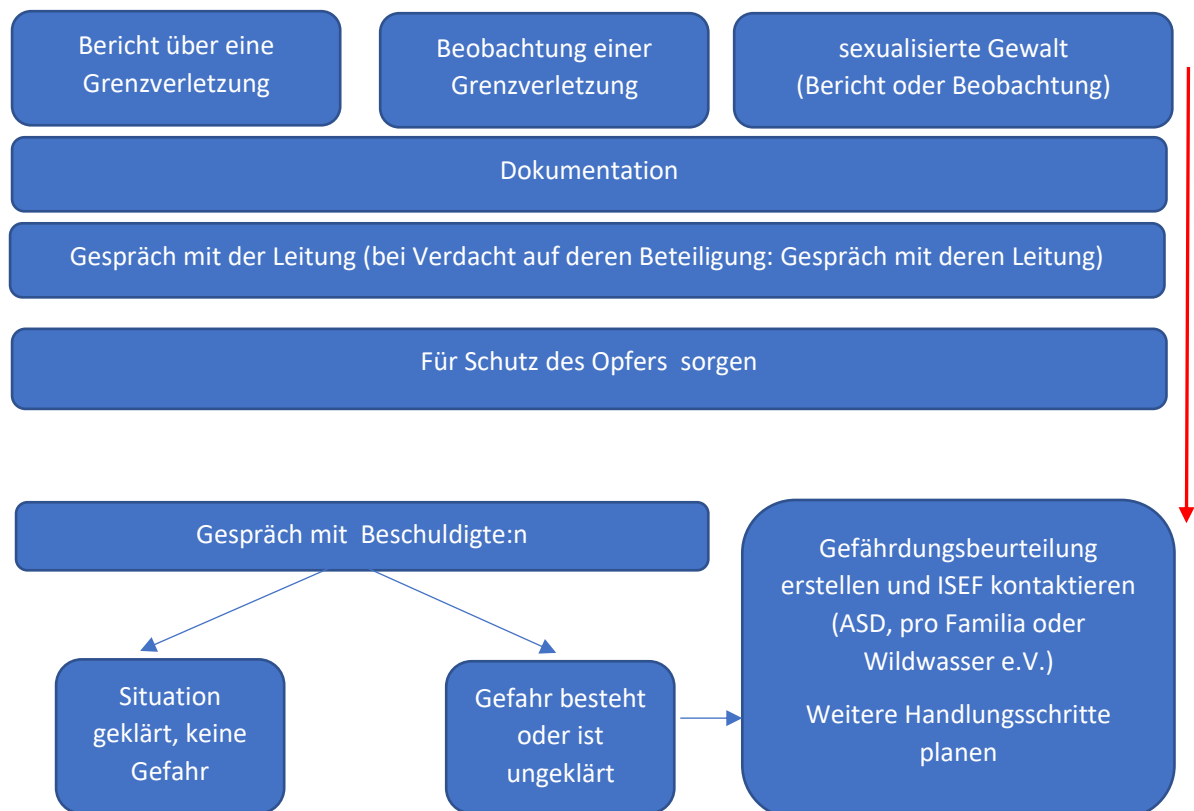 Bericht über eine
Grenzverletzung
Beobachtung einer
Grenzverletzung
sexualisierte Gewalt
(Bericht oder Beobachtung)
Dokumentation
Gespräch mit der Leitung (bei Verdacht auf deren Beteiligung: Gespräch mit deren Leitung)
Für Schutz des Opfers sorgen
Gespräch mit Beschuldigte:n
Situation
geklärt, keine
Gefahr
Gefahr besteht
oder ist
ungeklärt
Gefährdungsbeurteilung
erstellen und ISEF kontaktieren
(ASD, pro Familia oder
Wildwasser e.V.)
Weitere Handlungsschritte
planen